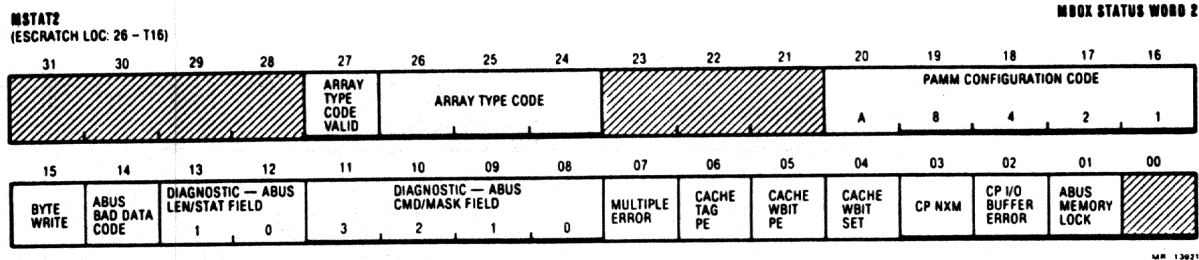 MSTAT2
MBOX STATUS WORD 2
(ESCRATCH LOC: 26 – T16)
31 30 29 28 27 26 25 24 23 22 21 20 19 18 17 16
ARRAY
TYPE
CODE
VALID
ARRAY TYPE CODE
PAMM CONFIGURATION CODE
A 8 4 2 1
15 14 13 12 11 10 09 08 07 06 05 04 03 02 01 00
BYTE
WRITE
ABUS
BAD DATA
CODE
DIAGNOSTIC — ABUS
LEN/STAT FIELD
1 0
DIAGNOSTIC — ABUS
CMD/MASK FIELD
3 2 1 0
MULTIPLE
ERROR
CACHE
TAG
PE
CACHE
WBIT
PE
CACHE
WBIT
SET
CP NXM
CP I/O
BUFFER
ERROR
ABUS
MEMORY
LOCK
MR 13921